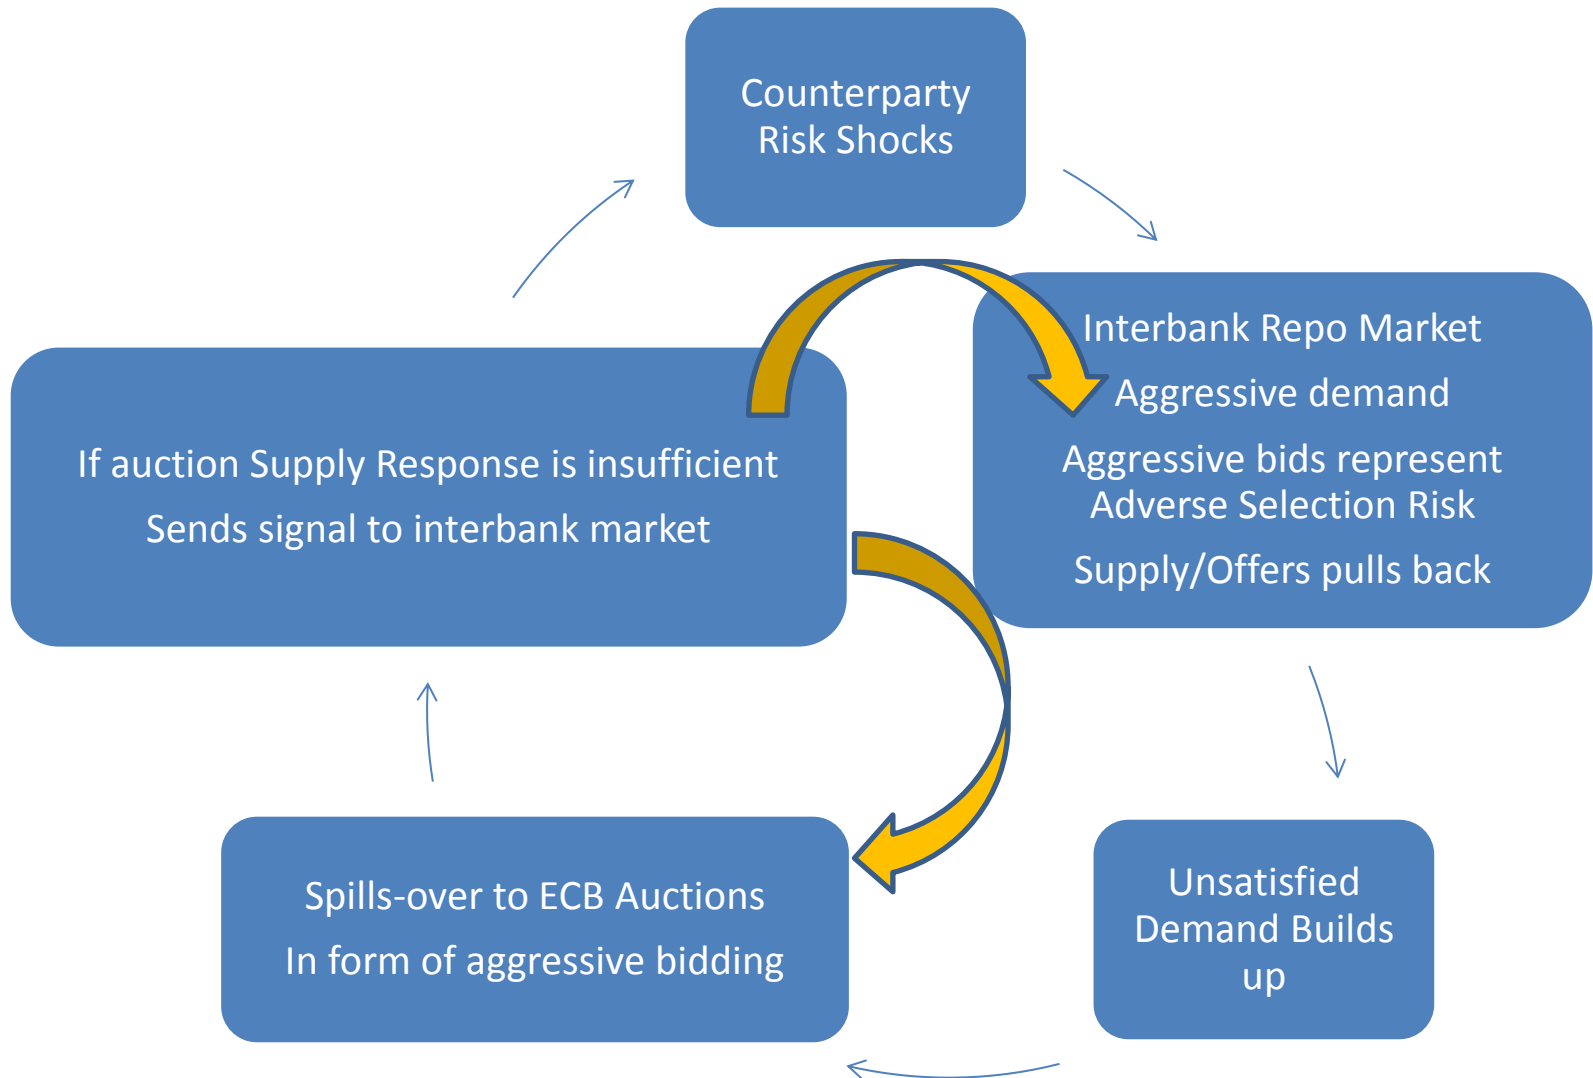 Counterparty
Risk Shocks
Interbank Repo Market
Aggressive demand
Aggressive bids represent
Adverse Selection Risk
Supply/Offers pulls back
Unsatisfied
Demand Builds
up
Spills-over to ECB Auctions
In form of aggressive bidding
If auction Supply Response is insufficient
Sends signal to interbank market